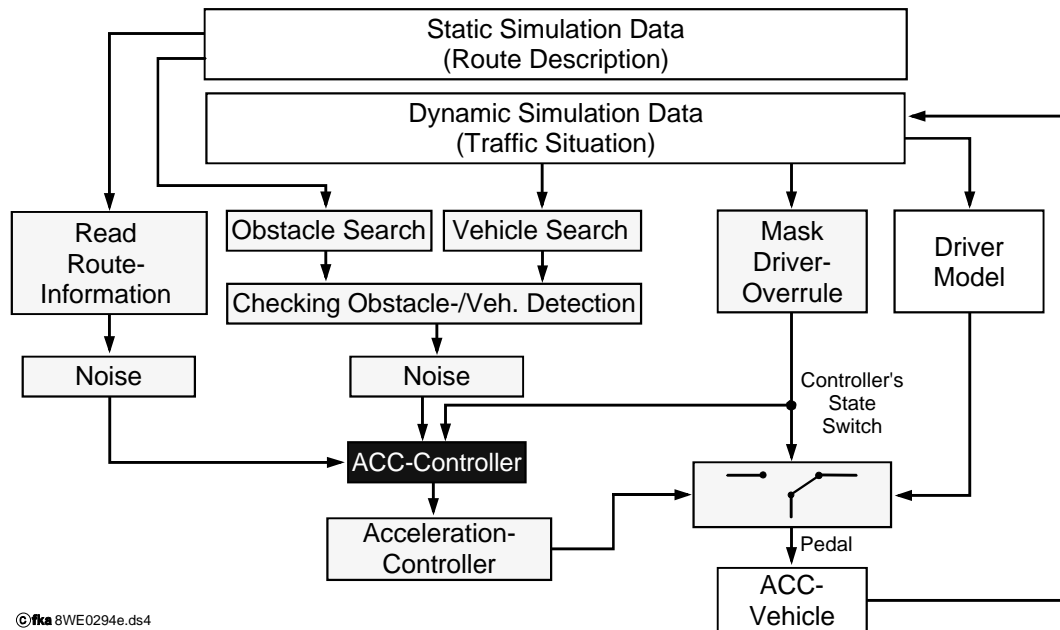 Static Simulation Data
(Route Description)
Dynamic Simulation Data
(Traffic Situation)
Read
Route-
Information
Obstacle Search
Vehicle Search
Mask
Driver-
Overrule
Driver
Model
Checking Obstacle-/Veh. Detection
Noise
Noise
Controller's
State
Switch
ACC-Controller
Acceleration-
Controller
Pedal
ACC-
Vehicle
©fka 8WE0294e.ds4